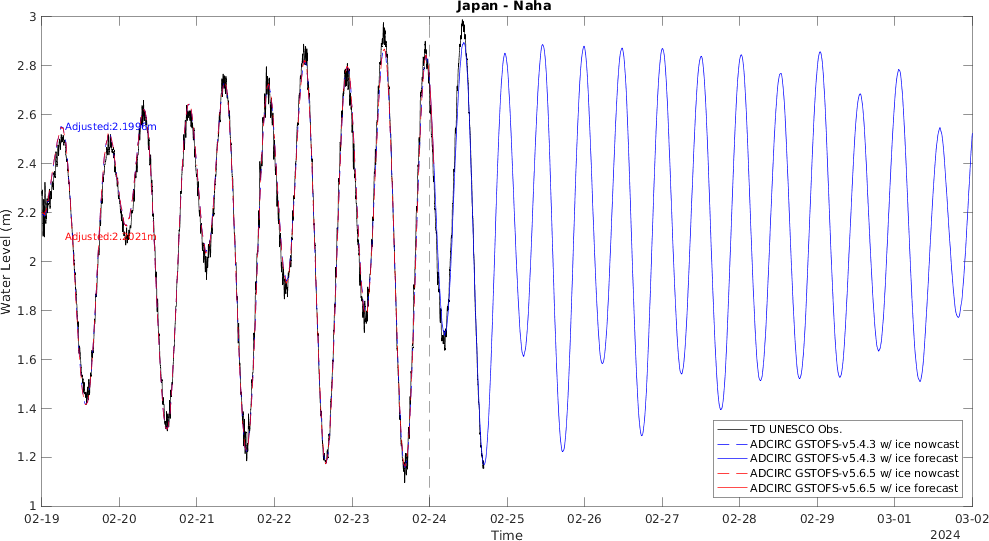 Japan - Naha
3
2.8
2.6
2.4
2.2
2
1.8
1.6
1.4
1.2
1
Water Level (m)
Adjusted:2.1996m
Adjusted:2.2021m
TD UNESCO Obs.
ADCIRC GSTOFS-v5.4.3 w/ ice nowcast
ADCIRC GSTOFS-v5.4.3 w/ ice forecast
ADCIRC GSTOFS-v5.6.5 w/ ice nowcast
ADCIRC GSTOFS-v5.6.5 w/ ice forecast
02-19 02-20 02-21 02-22 02-23 02-24 02-25 02-26 02-27 02-28 02-29 03-01 03-02
Time
2024